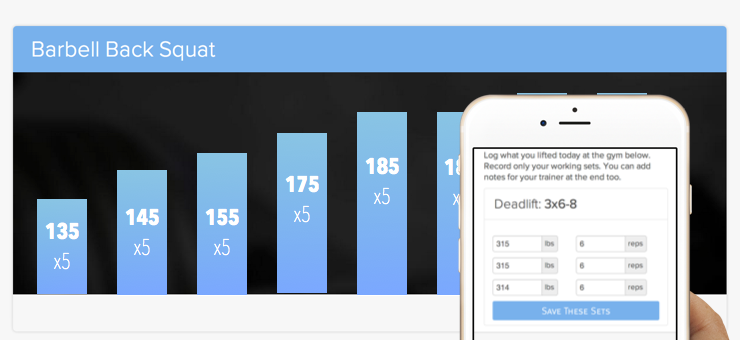 Barbell Back Squat
135
x5
145
x5
155
x5
175
x5
185
x5
Log what you lifted today at the gym below.
Record only your working sets. You can add
notes for your trainer at the end too.
Deadlift: 3x6-8
315 lbs 6 reps
315 lbs 6 reps
314 lbs 6 reps
SAVE THESE SETS